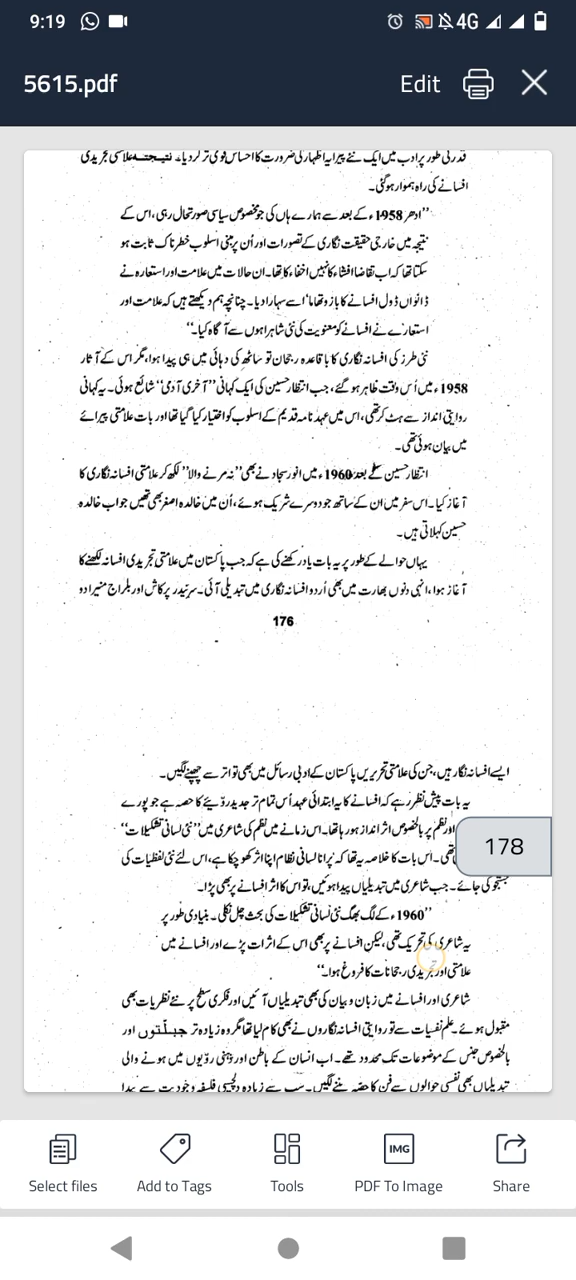 9:19
4G
5615.pdf
Edit
قدرتی طور پر ادب میں ایک نئے پیرایہ اظہار کی ضرورت کا احساس قوی تر کر دیا۔ نتیجتہً علامتی تجریدی
افسانے کی راہ ہموار ہو گئی۔
”ادھر 1958ء کے بعد سے ہمارے ہاں کی جو مخصوص سیاسی صورتحال رہی، اس کے
نتیجہ میں خارجی حقیقت نگاری کے تصورات اور اُن پر مبنی اسلوب خطرناک ثابت ہو
سکتا تھا کہ اب تقاضا افشاء کا نہیں اخفاء کا تھا۔ ان حالات میں علامت اور استعارہ نے
ڈانواں ڈول افسانے کا بازو تھاما‘ اسے سہارا دیا۔ چنانچہ ہم دیکھتے ہیں کہ علامت اور
استعارے نے افسانے کو معنویت کی نئی شاہراہوں سے آگاہ کیا۔“
نئی طرز کی افسانہ نگاری کا باقاعدہ رجحان تو ساٹھ کی دہائی میں ہی پیدا ہوا، مگر اس کے آثار
1958ء میں اُس وقت ظاہر ہو گئے، جب انتظار حسین کی ایک کہانی ”آخری آدمی“ شائع ہوئی۔ یہ کہانی
روایتی انداز سے ہٹ کر تھی، اس میں عہد نامہ قدیم کے اسلوب کو اختیار کیا گیا تھا اور بات علامتی پیرائے
میں بیان ہوئی تھی۔
انتظار حسین کے بعد 1960ء میں انور سجاد نے بھی ”نہ مرنے والا“ لکھ کر علامتی افسانہ نگاری کا
آغاز کیا۔ اس سفر میں ان کے ساتھ جو دوسرے شریک ہوئے، اُن میں خالدہ اصغر بھی تھیں جو اب خالدہ
حسین کہلاتی ہیں۔
یہاں حوالے کے طور پر یہ بات یاد رکھنے کی ہے کہ جب پاکستان میں علامتی تجریدی افسانہ لکھنے کا
آغاز ہوا، انہی دنوں بھارت میں بھی اُردو افسانہ نگاری میں تبدیلی آئی۔ سریندر پرکاش اور بلراج منیرا دو
176
ایسے افسانہ نگار ہیں، جن کی علامتی تحریریں پاکستان کے ادبی رسائل میں بھی تواتر سے چھپنے لگیں۔
یہ بات پیش نظر رہے کہ افسانے کا یہ ابتدائی عہد اُس تمام تر جدید رویے کا حصہ ہے جو پورے
اور نظم پر بالخصوص اثر انداز ہو رہا تھا۔ اس زمانے میں نظم کی شاعری میں ”نئی لسانی تشکیلات“
تھی۔ اس بات کا خلاصہ یہ تھا کہ پرانا لسانی نظام اپنا اثر کھو چکا ہے، اس لئے نئی لفظیات کی
جستجو کی جائے۔ جب شاعری میں تبدیلیاں پیدا ہوئیں، تو اس کا اثر افسانے پر بھی پڑا۔
178
”1960ء کے لگ بھگ نئی لسانی تشکیلات کی بحث چل نکلی۔ بنیادی طور پر
یہ شاعری کی تحریک تھی، لیکن افسانے پر بھی اس کے اثرات پڑے اور افسانے میں
علامتی اور تجریدی رجحانات کا فروغ ہوا۔“
شاعری اور افسانے میں زبان و بیان کی بھی تبدیلیاں آئیں اور فکری سطح پر نئے نظریات بھی
مقبول ہوئے۔ علم نفسیات سے تو روایتی افسانہ نگاروں نے بھی کام لیا تھا مگر وہ زیادہ تر جبلتوں اور
بالخصوص جنس کے موضوعات تک محدود تھے۔ اب انسان کے باطن اور ذہنی رویوں میں ہونے والی
تبدیلیاں بھی نفسی حوالوں سے فن کا حصہ بننے لگیں۔ سب سے زیادہ دلچسپی فلسفہ وجودیت سے پیدا
Select files
Add to Tags
Tools
IMG
PDF To Image
Share